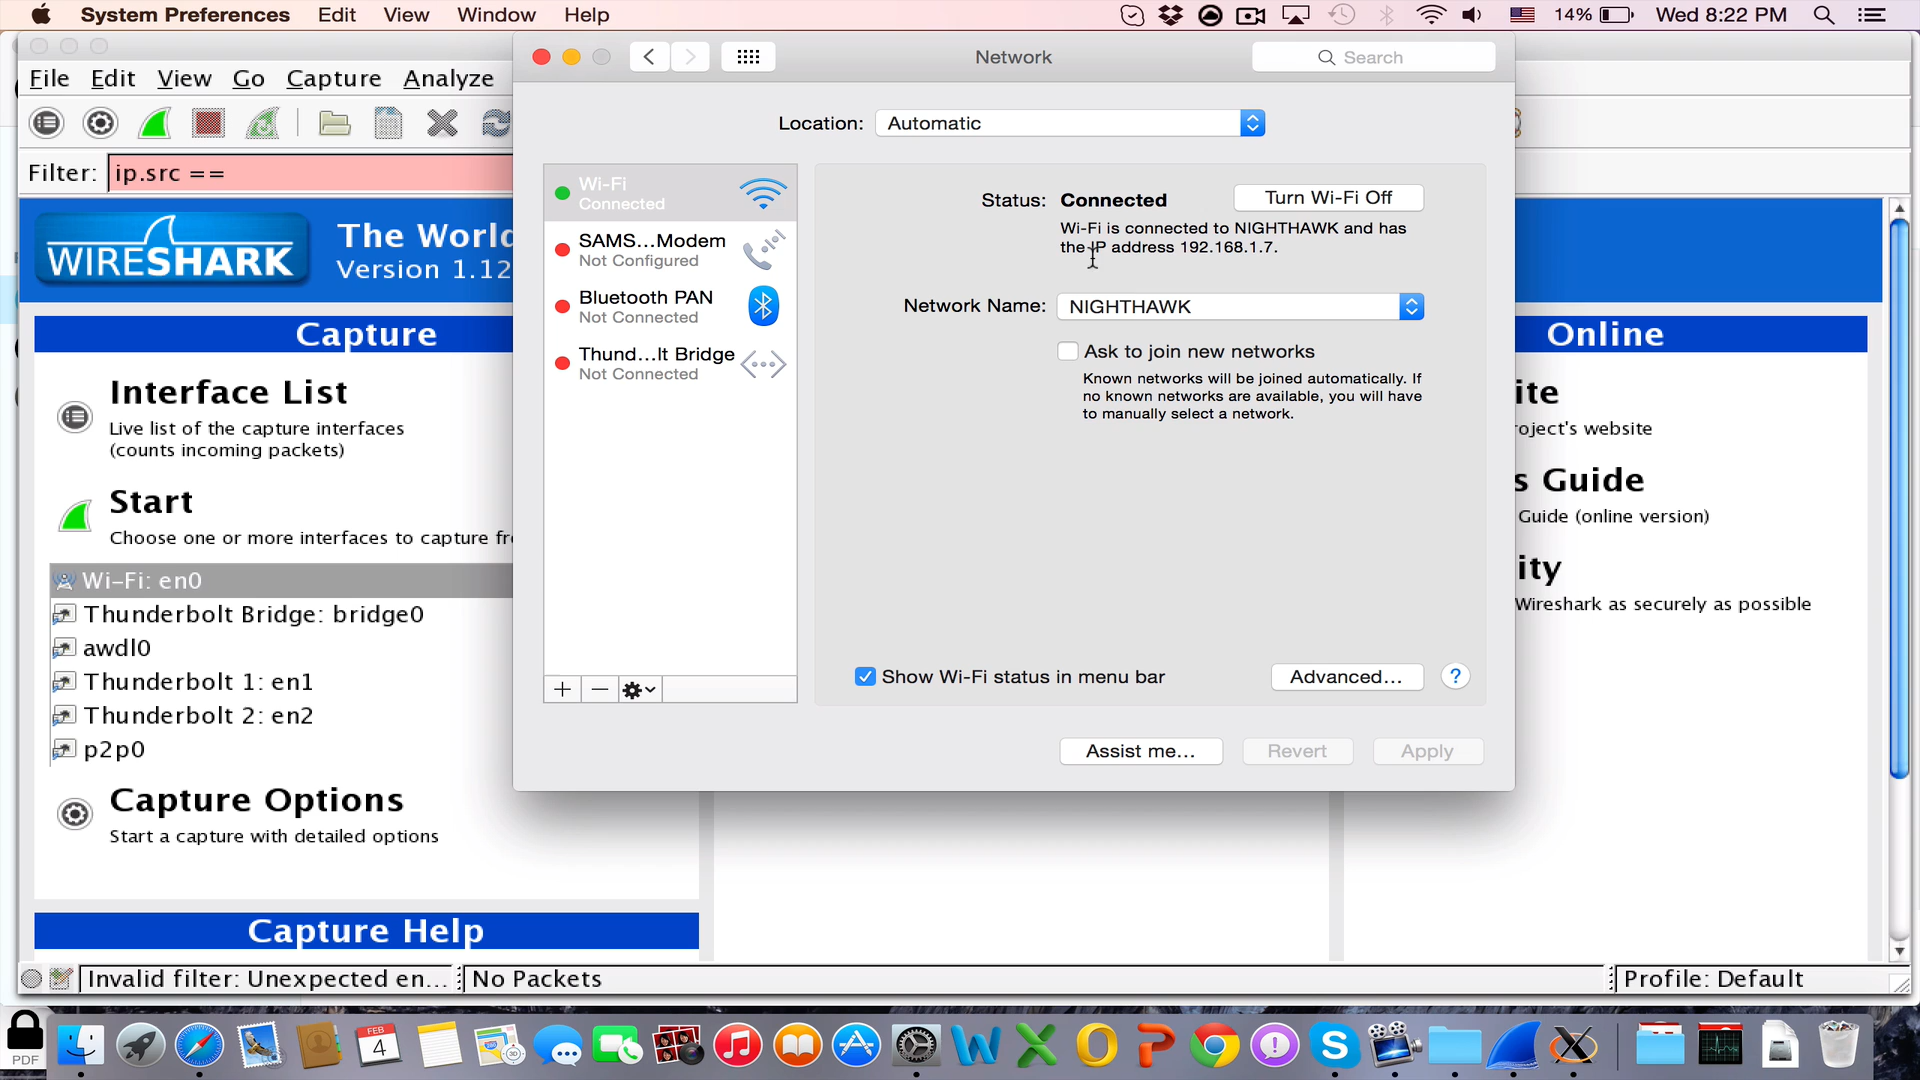 System Preferences Edit View Window Help 14% Wed 8:22 PM
Network
Search
File Edit View Go Capture Analyze
Location: Automatic
Filter: ip.src ==
Wi-Fi
Connected
SAMS...Modem
Not Configured
Bluetooth PAN
Not Connected
Thund...lt Bridge
Not Connected
Status: Connected
Turn Wi-Fi Off
Wi-Fi is connected to NIGHTHAWK and has
the IP address 192.168.1.7.
Network Name: NIGHTHAWK
Ask to join new networks
Known networks will be joined automatically. If
no known networks are available, you will have
to manually select a network.
Show Wi-Fi status in menu bar
Advanced...
?
Assist me...
Revert
Apply
WIRESHARK
The World
Version 1.12
Capture
Interface List
Live list of the capture interfaces
(counts incoming packets)
Start
Choose one or more interfaces to capture fr
Wi-Fi: en0
Thunderbolt Bridge: bridge0
awdl0
Thunderbolt 1: en1
Thunderbolt 2: en2
p2p0
Capture Options
Start a capture with detailed options
Capture Help
Online
ite
oject's website
s Guide
Guide (online version)
ity
Wireshark as securely as possible
Invalid filter: Unexpected en...
No Packets
Profile: Default
PDF
FEB
4